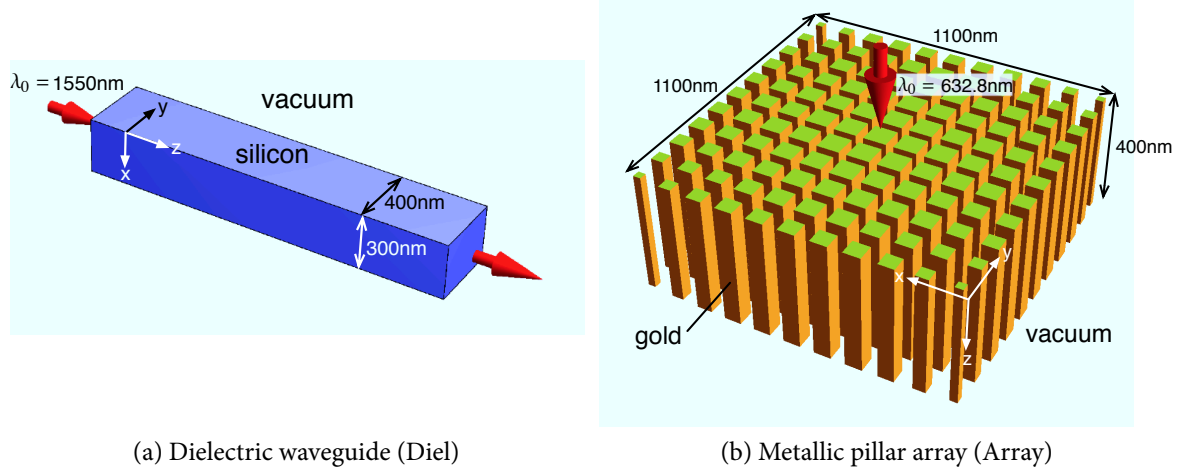 λ₀ = 1550nm
vacuum
y
silicon
z
x
400nm
300nm
(a) Dielectric waveguide (Diel)
1100nm
1100nm
λ₀ = 632.8nm
400nm
y
x
gold
vacuum
z
(b) Metallic pillar array (Array)